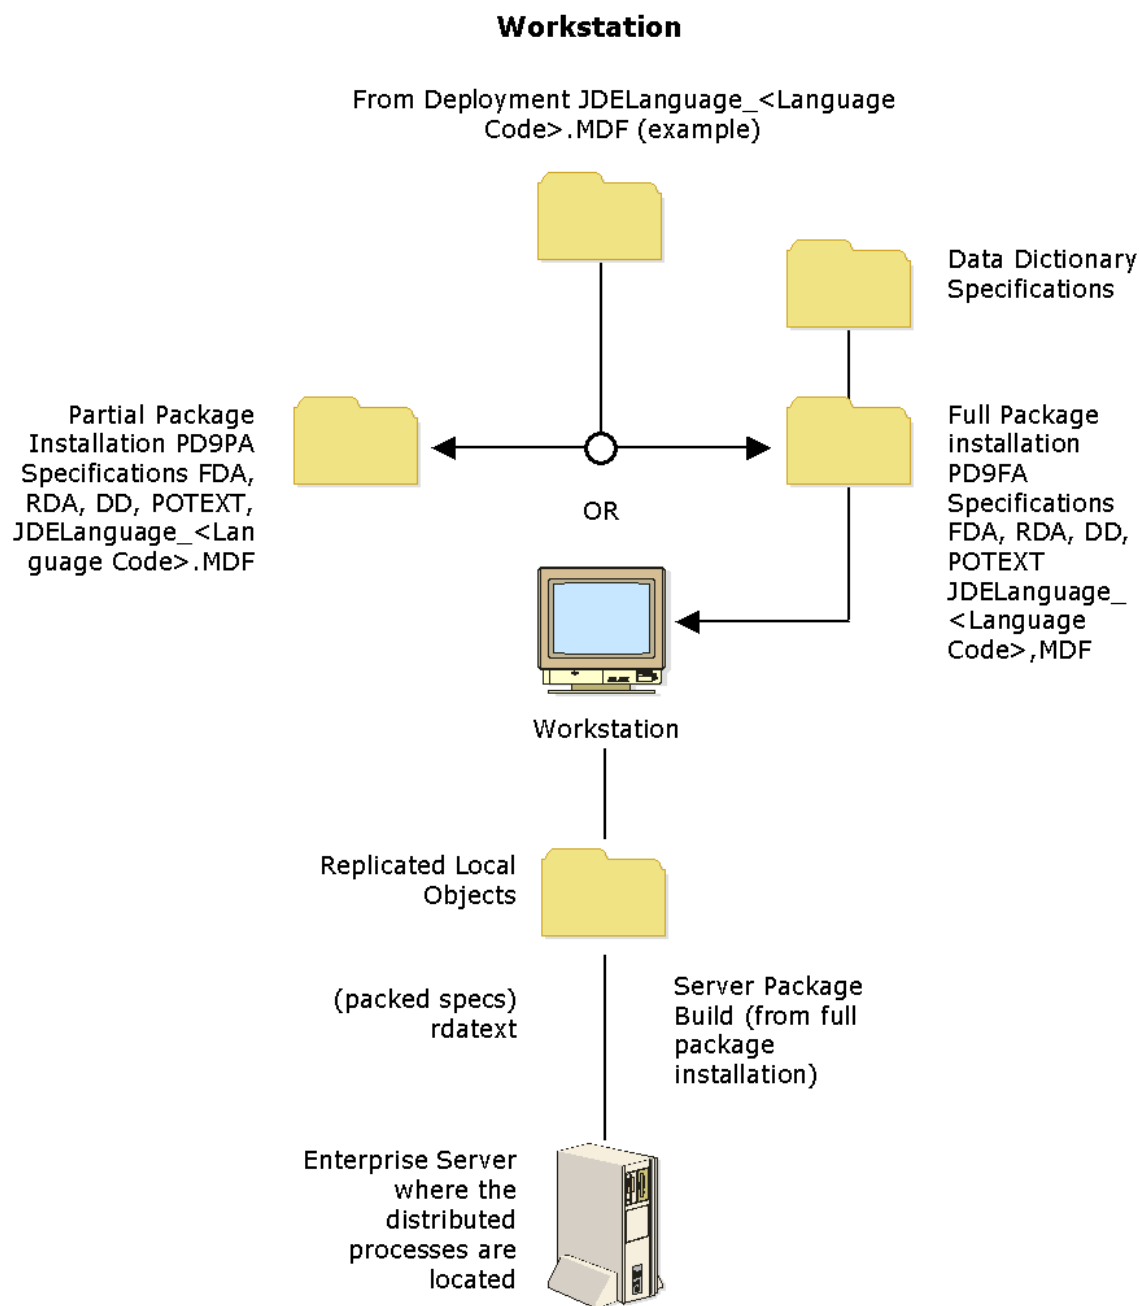 Workstation
From Deployment JDELanguage_<Language
Code>.MDF (example)
Data Dictionary
Specifications
Partial Package
Installation PD9PA
Specifications FDA,
RDA, DD, POTEXT,
JDELanguage_<Lan
guage Code>.MDF
Full Package
installation
PD9FA
Specifications
FDA, RDA, DD,
POTEXT
JDELanguage_
<Language
Code>,MDF
OR
Workstation
Replicated Local
Objects
(packed specs)
rdatext
Server Package
Build (from full
package
installation)
Enterprise Server
where the
distributed
processes are
located